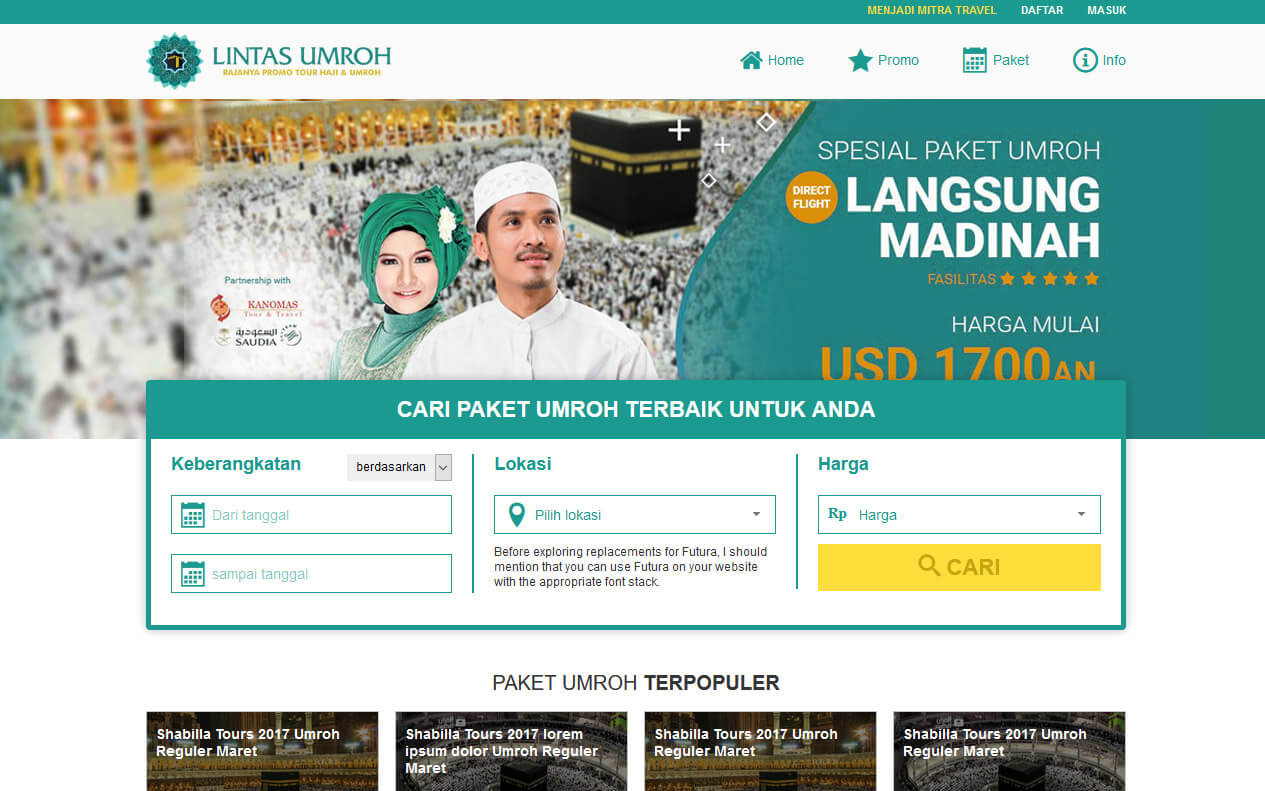 MENJADI MITRA TRAVEL DAFTAR MASUK
LINTAS UMROH
RAJANYA PROMO TOUR HAJI & UMROH
Home Promo Paket Info
SPESIAL PAKET UMROH
DIRECT
FLIGHT
LANGSUNG
MADINAH
FASILITAS
Partnership with
KANOMAS
Tour & Travel
السعودية
SAUDIA
HARGA MULAI
USD 1700AN
CARI PAKET UMROH TERBAIK UNTUK ANDA
Keberangkatan berdasarkan
Dari tanggal
sampai tanggal
Lokasi
Pilih lokasi
Before exploring replacements for Futura, I should
mention that you can use Futura on your website
with the appropriate font stack.
Harga
Rp Harga
CARI
PAKET UMROH TERPOPULER
Shabilla Tours 2017 Umroh
Reguler Maret
Shabilla Tours 2017 lorem
ipsum dolor Umroh Reguler
Maret
Shabilla Tours 2017 Umroh
Reguler Maret
Shabilla Tours 2017 Umroh
Reguler Maret